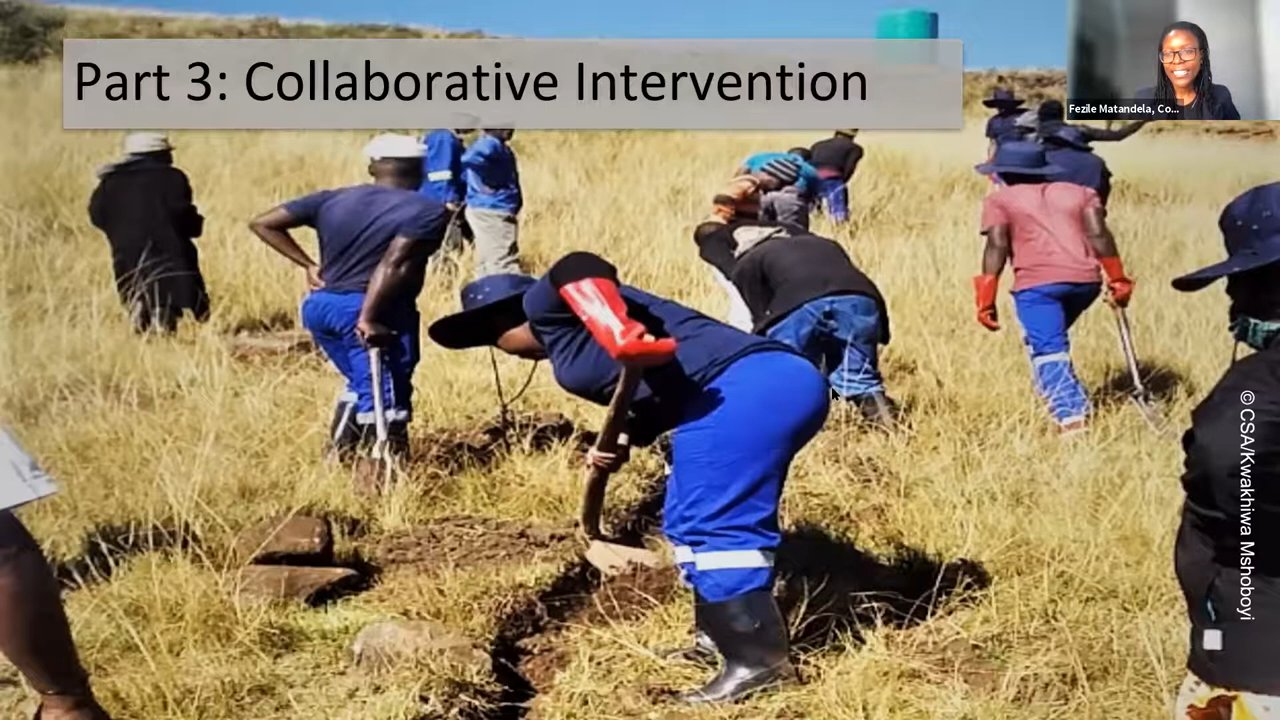 Part 3: Collaborative Intervention
Fezile Matandela, Co...
© CSA/Kwakhiwa Mshoboyi